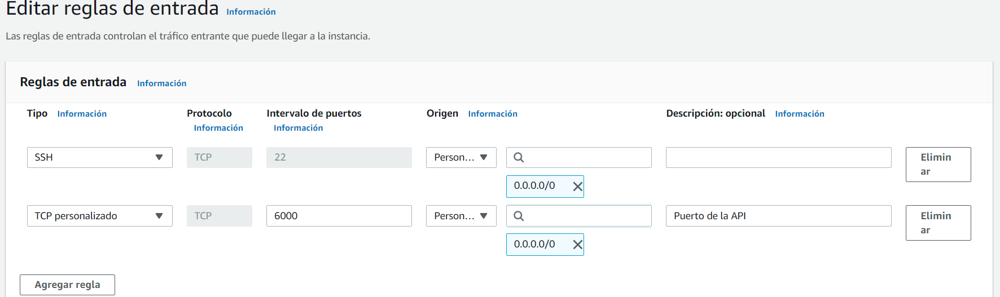 Editar reglas de entrada Información
Las reglas de entrada controlan el tráfico entrante que puede llegar a la instancia.
Reglas de entrada Información
Tipo Información Protocolo Intervalo de puertos Origen Información Descripción: opcional Información
Información Información
SSH TCP 22 Person... Elimin
ar
0.0.0.0/0
TCP personalizado TCP 6000 Person... Puerto de la API Elimin
ar
0.0.0.0/0
Agregar regla